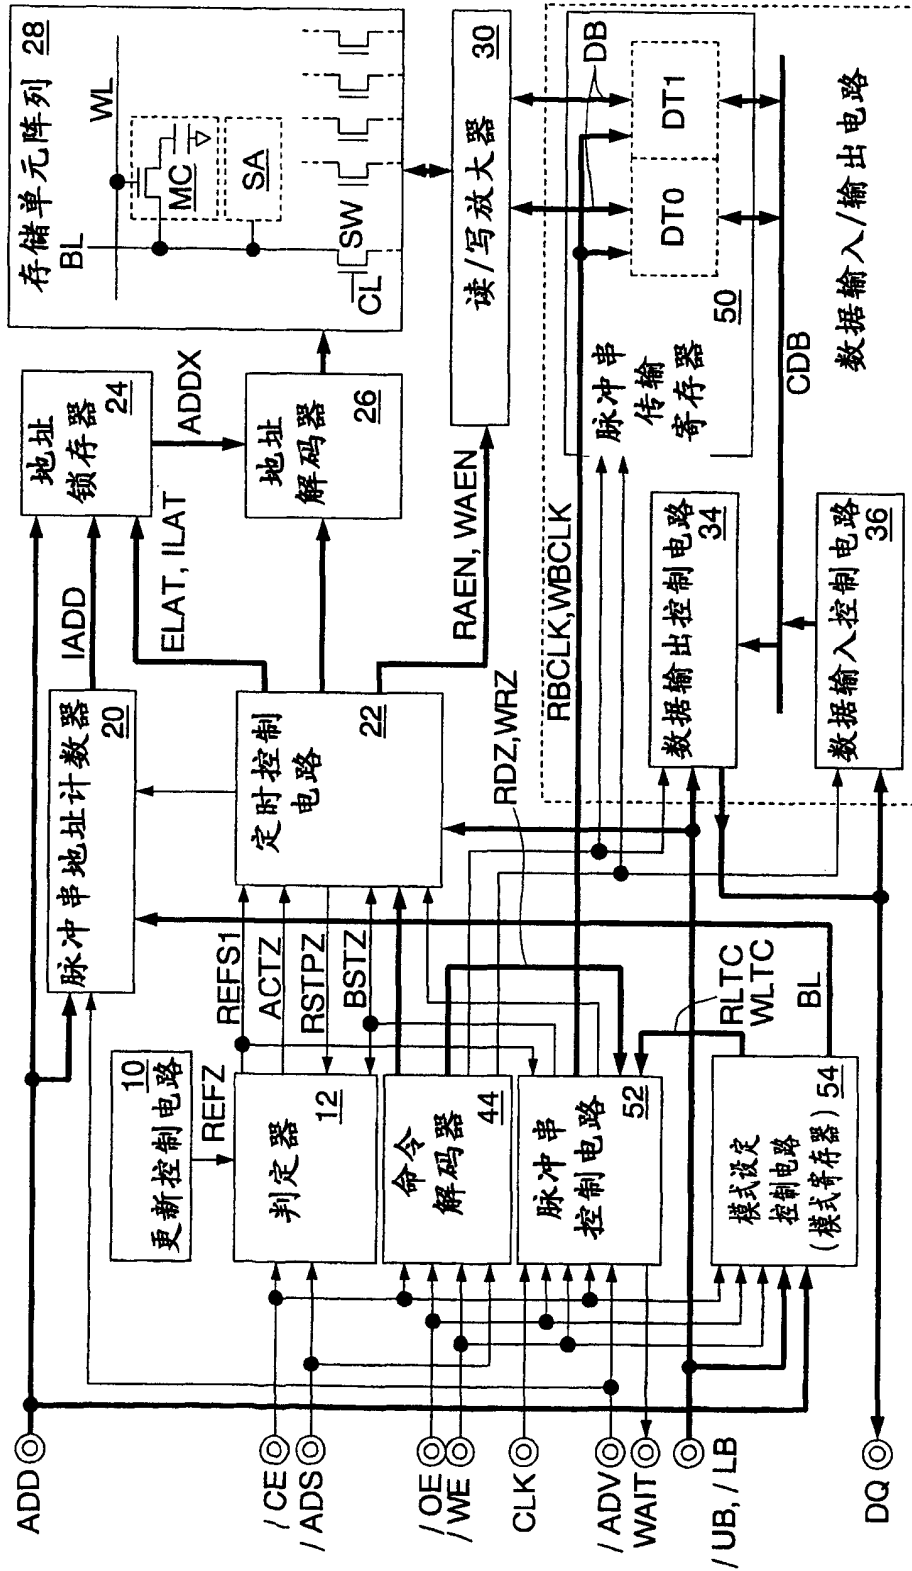 ADD
/ CE
/ ADS
/ OE
/ WE
CLK
/ ADV
WAIT
/ UB, / LB
DQ
更新控制电路
10
REFZ
判定器
12
命令
解码器
44
脉冲串
控制电路
52
模式设定
控制电路
(模式寄存器)
54
REFS1
ACTZ
RSTPZ
BSTZ
RLTC
WLTC
BL
脉冲串地址计数器
20
定时控制
电路
22
RDZ,WRZ
IADD
ELAT, ILAT
RAEN, WAEN
RBCLK,WBCLK
地址
锁存器
24
ADDX
地址
解码器
26
数据输出控制电路
34
数据输入控制电路
36
存储单元阵列
28
BL
WL
MC
SA
SW
CL
读/写放大器
30
脉冲串
传输
寄存器
50
DB
DT0
DT1
CDB
数据输入/输出电路